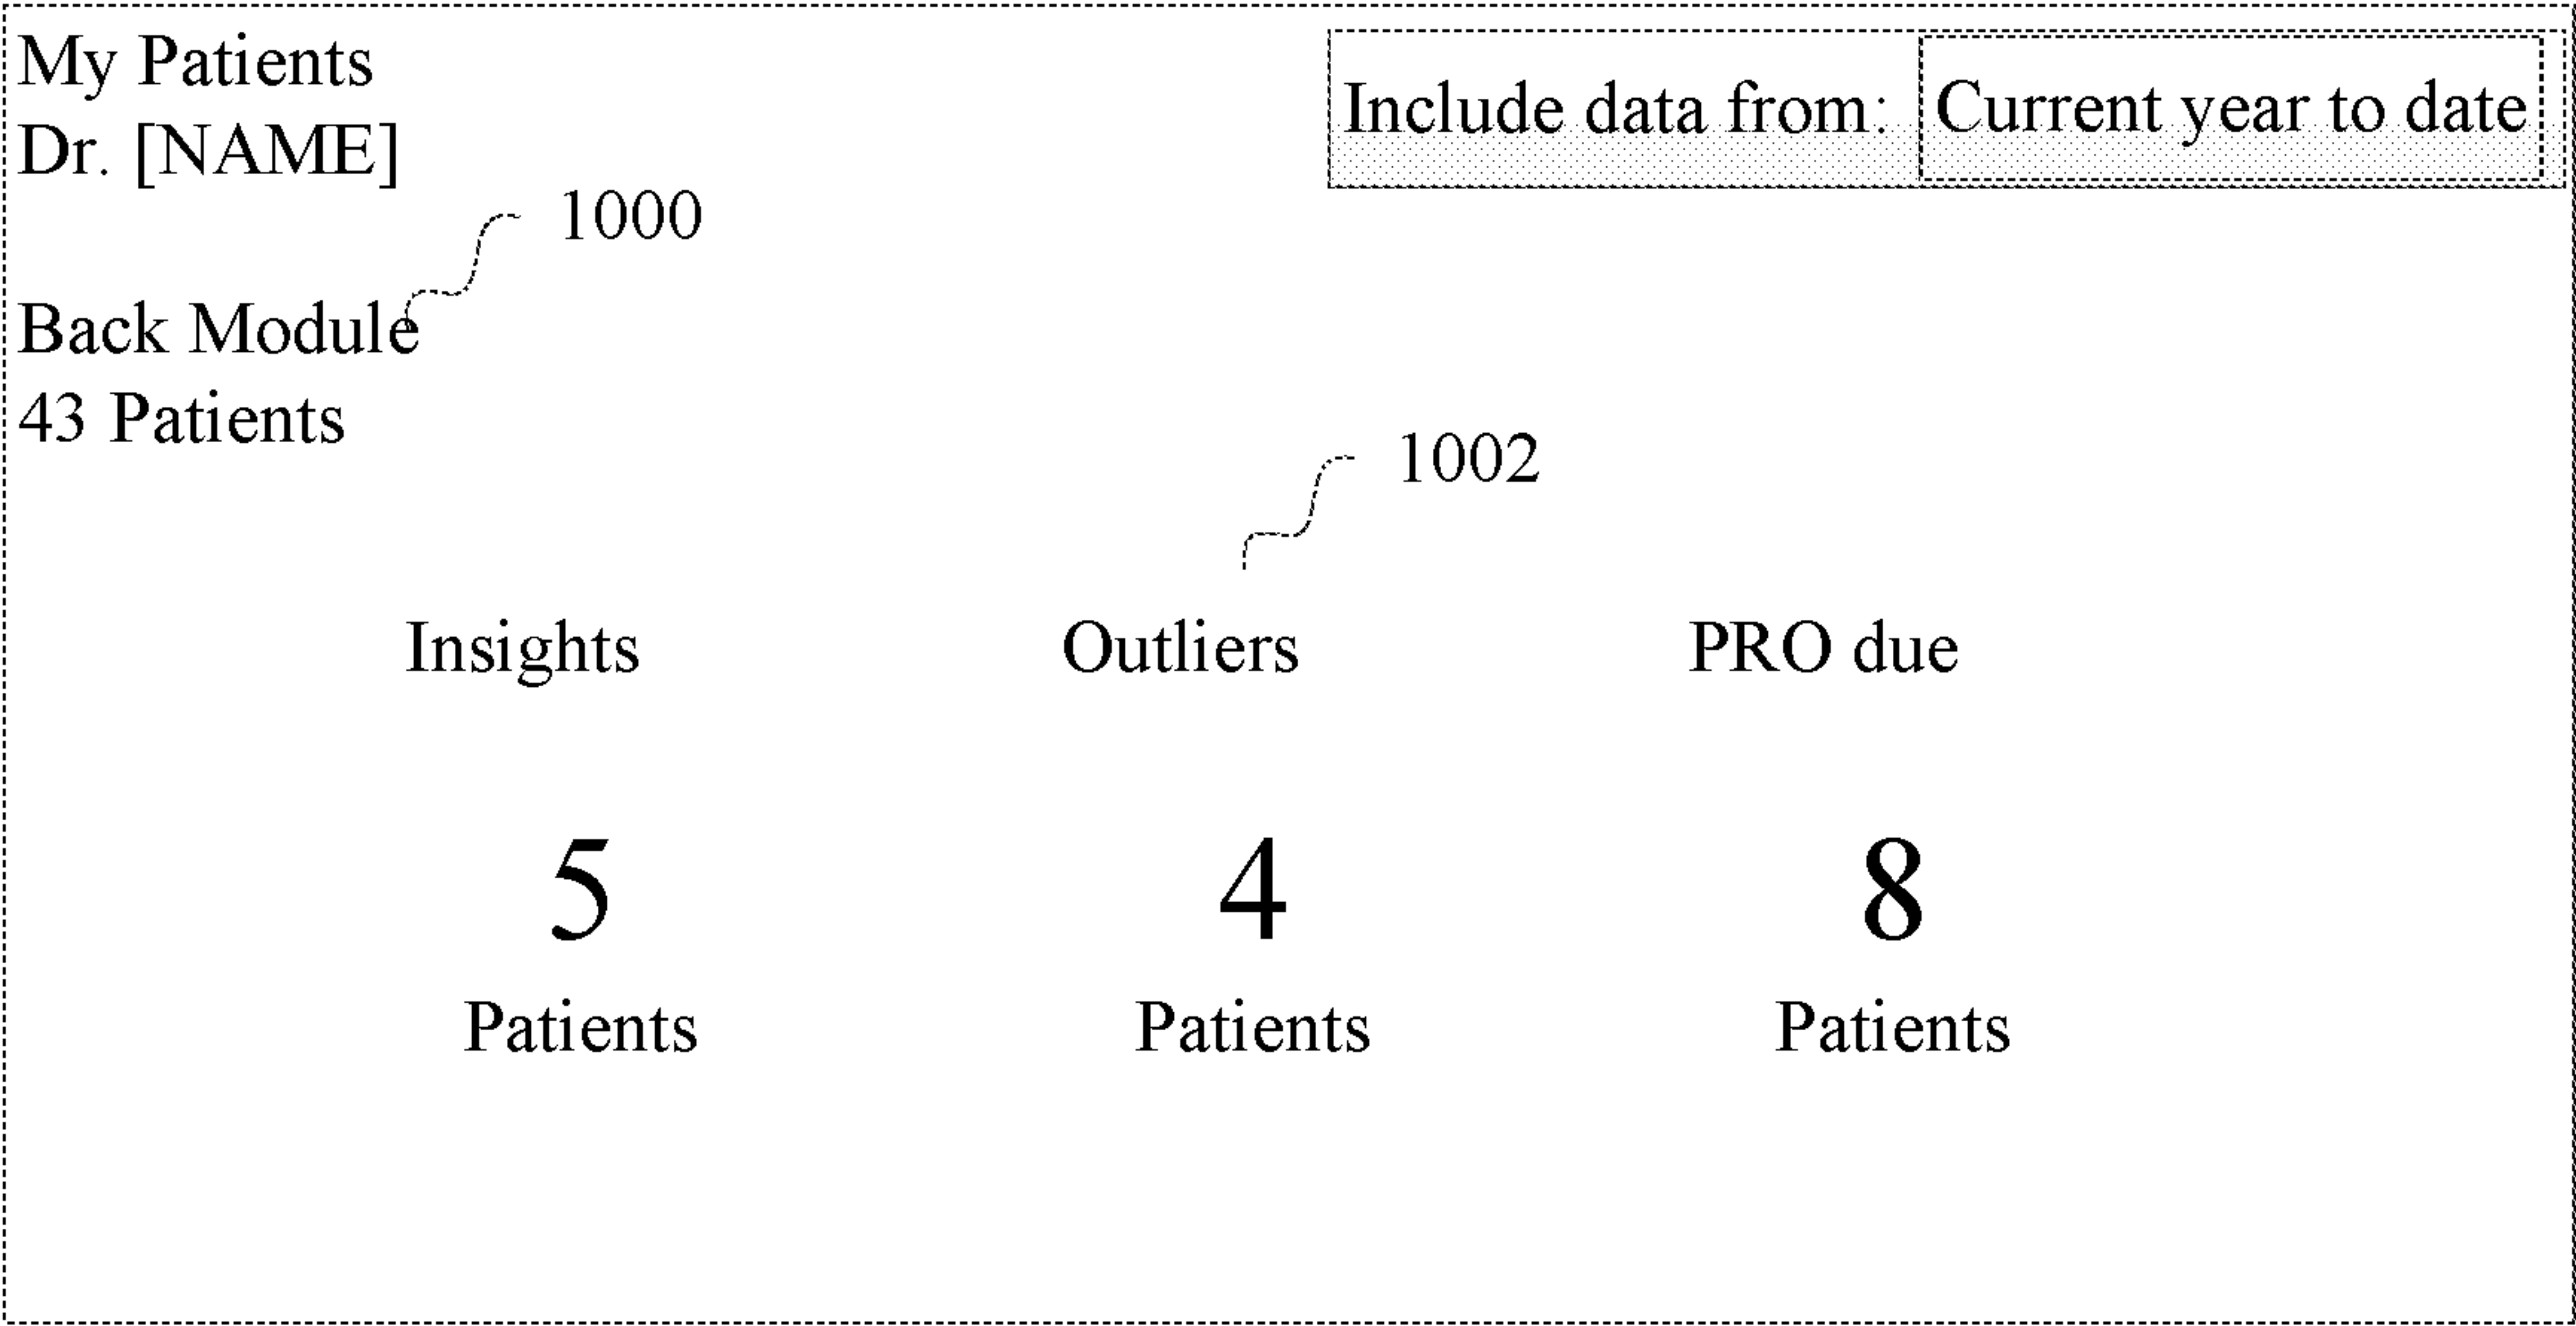 My Patients
Dr. [NAME]
Include data from: Current year to date
1000
Back Module
43 Patients
1002
Insights Outliers PRO due
5 4 8
Patients Patients Patients